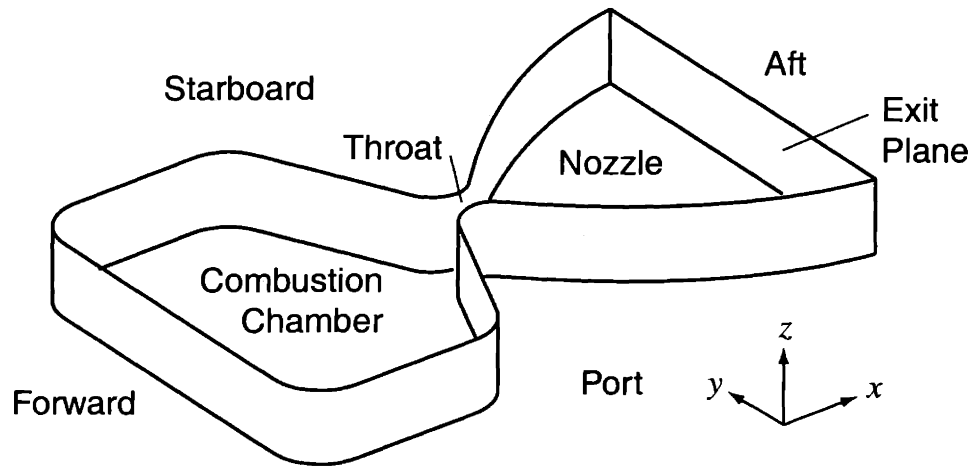 Starboard
Aft
Exit
Plane
Throat
Nozzle
Combustion
Chamber
Forward
Port
z
y
x